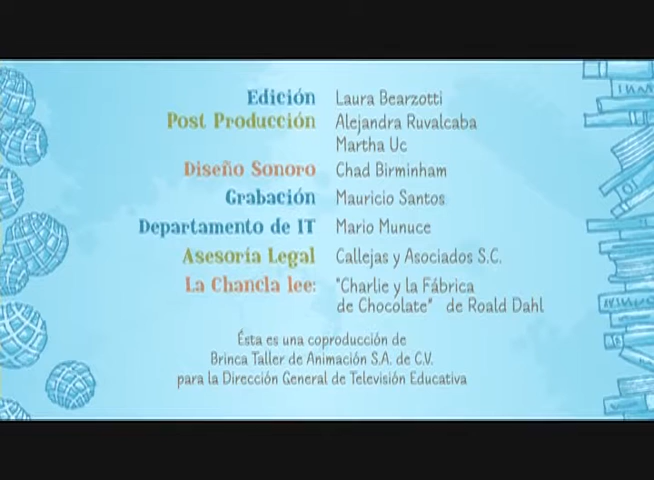 Edición Laura Bearzotti
Post Producción Alejandra Ruvalcaba
Martha Uc
Diseño Sonoro Chad Birminham
Grabación Mauricio Santos
Departamento de IT Mario Munuce
Asesoría Legal Callejas y Asociados S.C.
La Chancla lee: "Charlie y la Fábrica
de Chocolate" de Roald Dahl
Ésta es una coproducción de
Brinca Taller de Animación S.A. de C.V.
para la Dirección General de Televisión Educativa